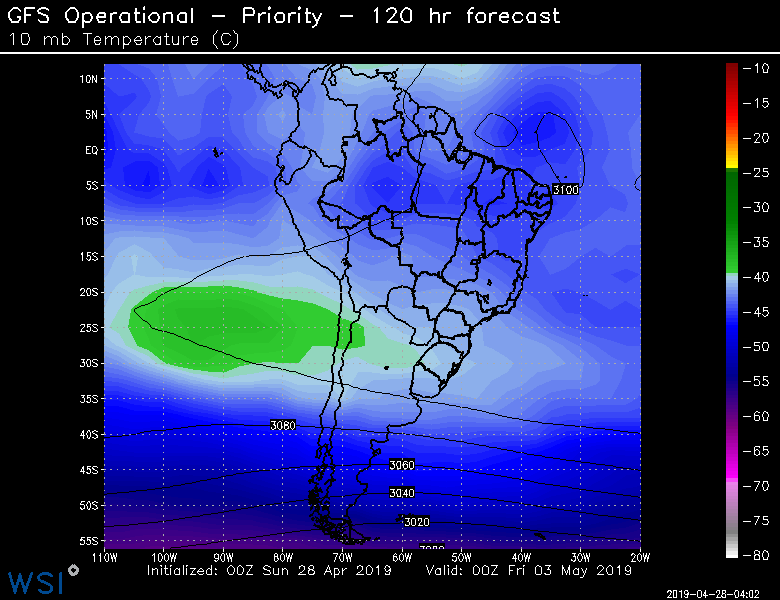 GFS Operational - Priority - 120 hr forecast
10 mb Temperature (C)
10N
5N
EQ
5S
10S
15S
20S
25S
30S
35S
40S
45S
50S
55S
3100
3080
3060
3040
3020
110W 100W 90W 80W 70W 60W 50W 40W 30W 20W
-10
-15
-20
-25
-30
-35
-40
-45
-50
-55
-60
-65
-70
-75
-80
Initialized: 00Z Sun 28 Apr 2019 Valid: 00Z Fri 03 May 2019
WSI
2019-04-28-04:02